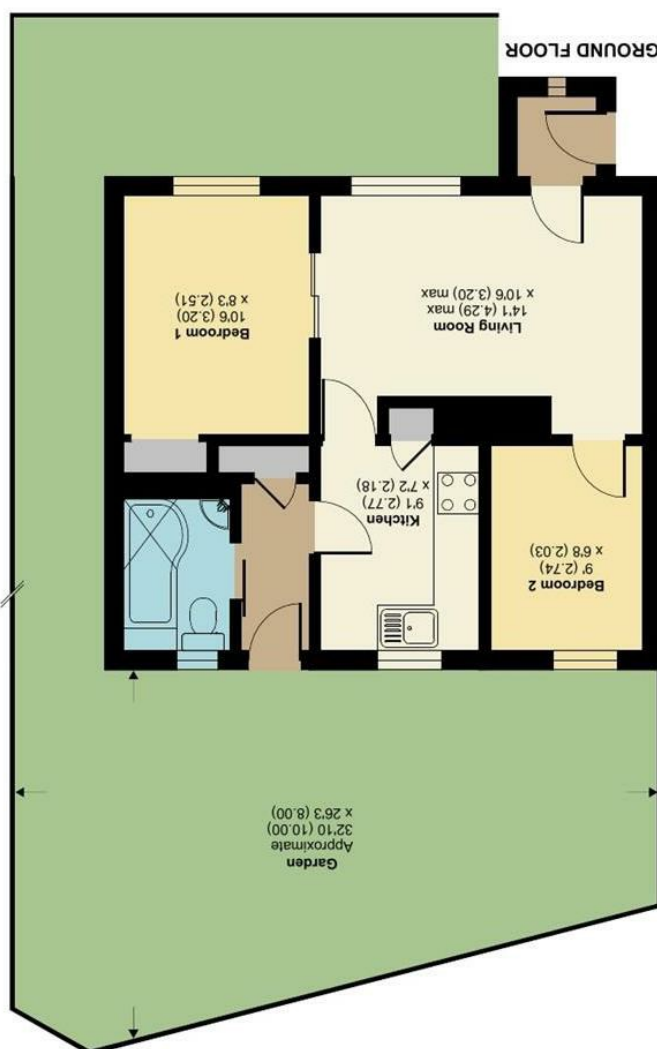 Garden
Approximate
32'10 (10.00)
x 26'3 (8.00)
Bedroom 2
9' (2.74)
x 6'8 (2.03)
Kitchen
9'1 (2.77)
x 7'2 (2.18)
Living Room
14'1 (4.29) max
x 10'6 (3.20) max
Bedroom 1
10'6 (3.20)
x 8'3 (2.51)
GROUND FLOOR